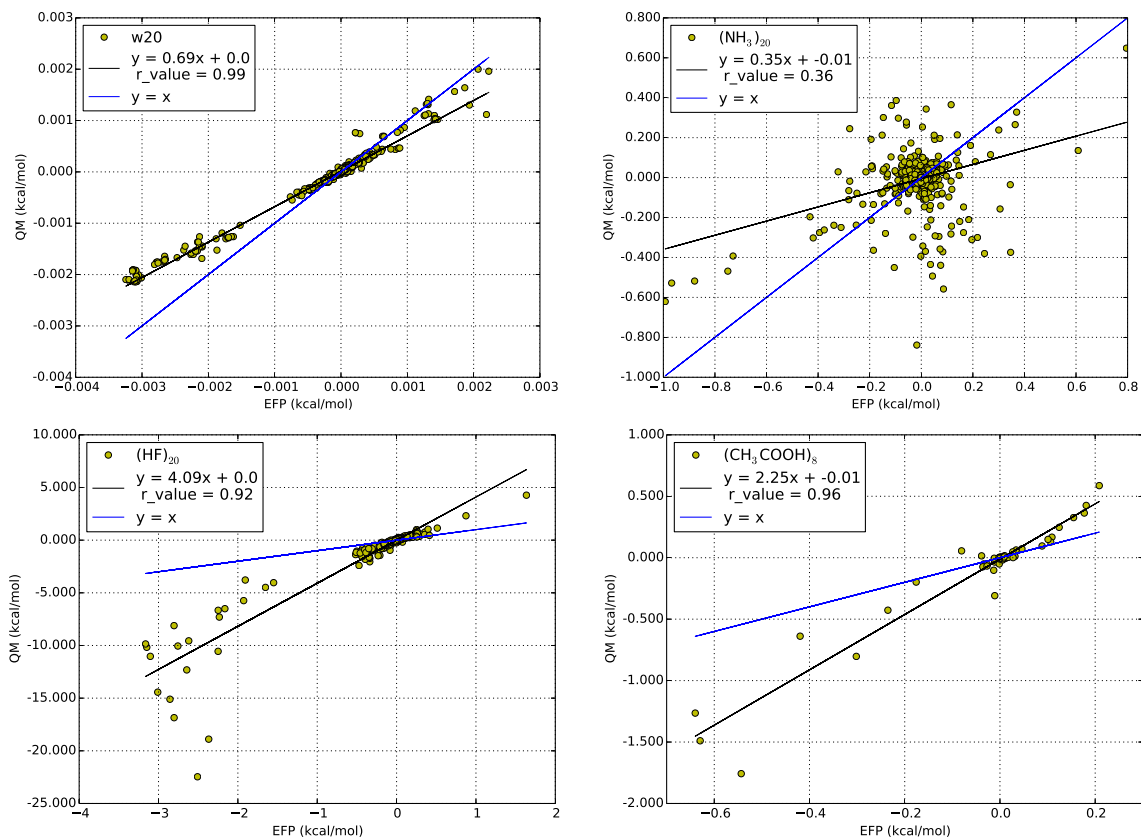 0.003
0.002
0.001
0.000
−0.001
−0.002
−0.003
−0.004
QM (kcal/mol)
w20
y = 0.69x + 0.0
r_value = 0.99
y = x
−0.004 −0.003 −0.002 −0.001 0.000 0.001 0.002 0.003
EFP (kcal/mol)
0.800
0.600
0.400
0.200
0.000
-0.200
-0.400
-0.600
-0.800
-1.000
QM (kcal/mol)
(NH₃)₂₀
y = 0.35x + -0.01
r_value = 0.36
y = x
−1.0 −0.8 −0.6 −0.4 −0.2 0.0 0.2 0.4 0.6 0.8
EFP (kcal/mol)
10.000
5.000
0.000
-5.000
-10.000
-15.000
-20.000
-25.000
QM (kcal/mol)
(HF)₂₀
y = 4.09x + 0.0
r_value = 0.92
y = x
−4 −3 −2 −1 0 1 2
EFP (kcal/mol)
1.000
0.500
0.000
-0.500
-1.000
-1.500
-2.000
QM (kcal/mol)
(CH₃COOH)₈
y = 2.25x + -0.01
r_value = 0.96
y = x
−0.6 −0.4 −0.2 0.0 0.2
EFP (kcal/mol)